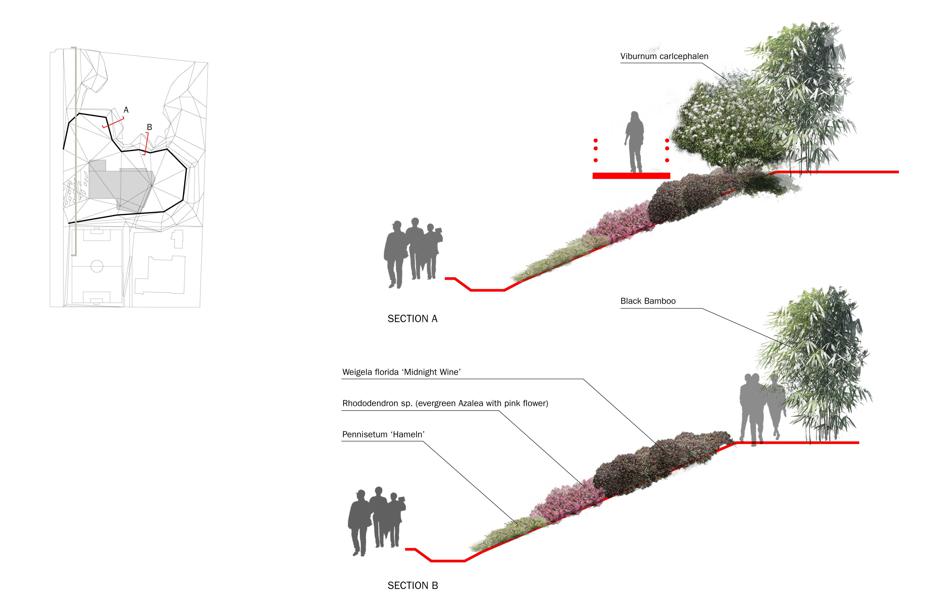 A
B
Viburnum carlcephalen
SECTION A
Black Bamboo
Weigela florida ‘Midnight Wine’
Rhododendron sp. (evergreen Azalea with pink flower)
Pennisetum ‘Hameln’
SECTION B